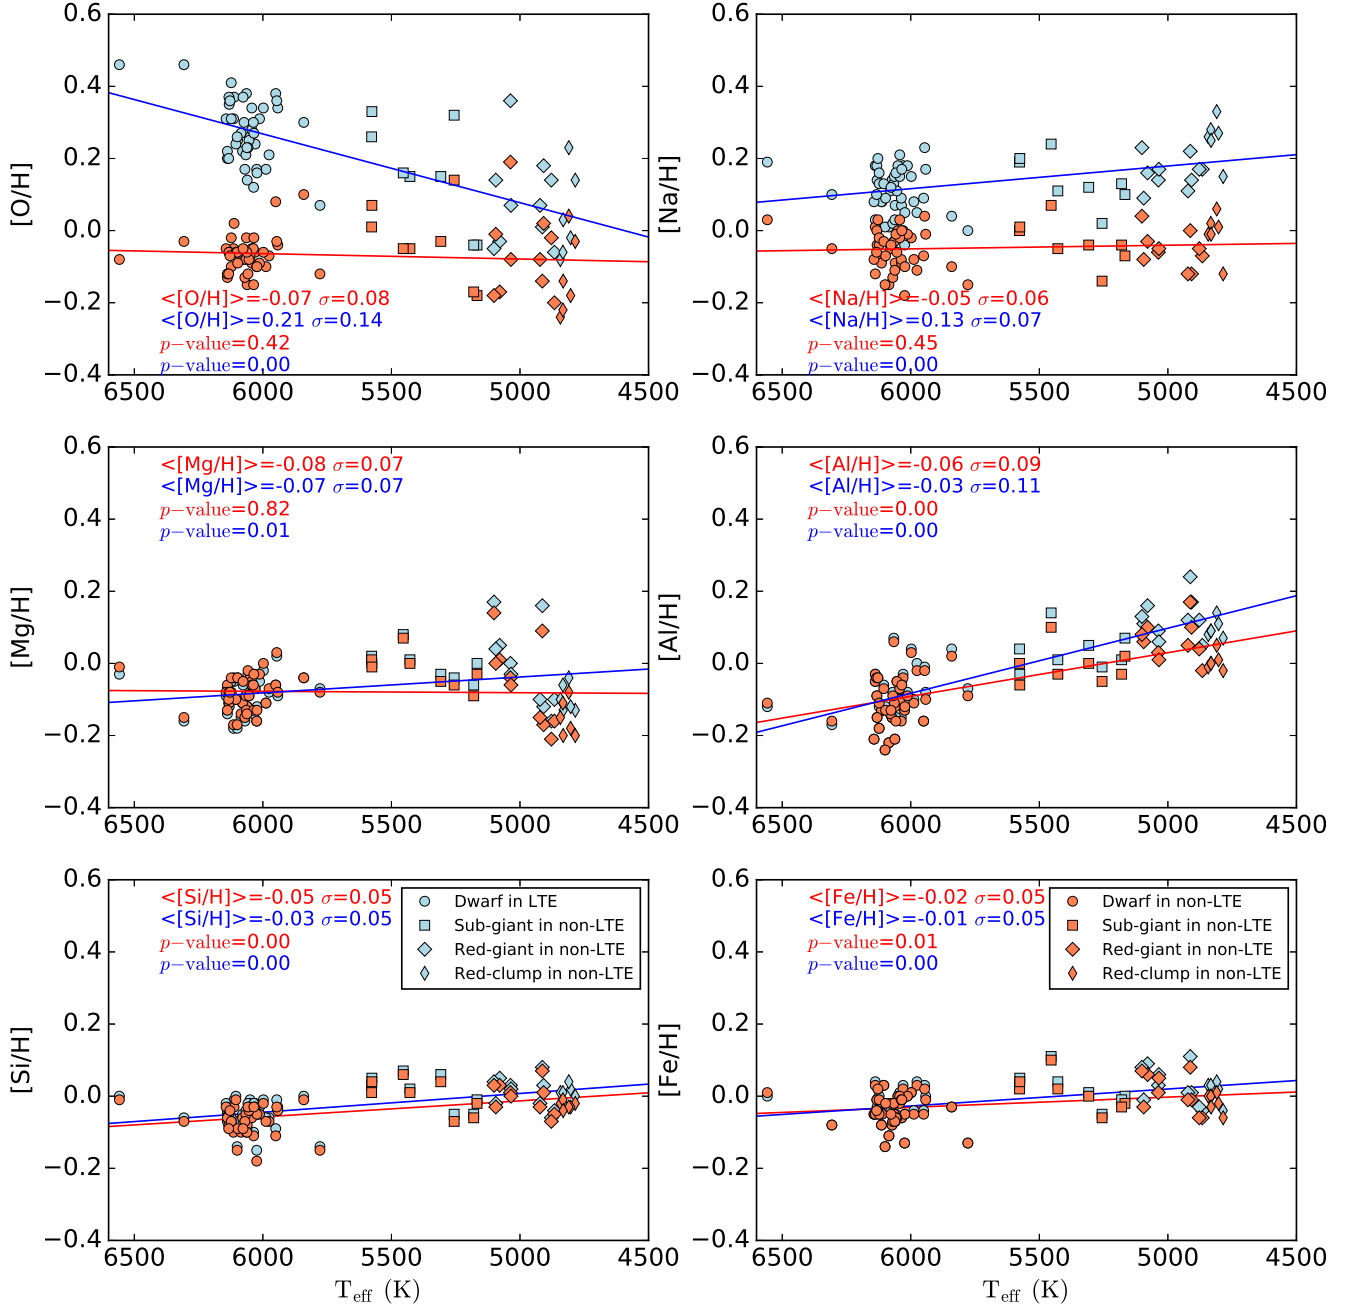 0.6
0.4
0.2
0.0
−0.2
−0.4
[O/H]
<[O/H]>=-0.07 σ=0.08
<[O/H]>=0.21 σ=0.14
p−value=0.42
p−value=0.00
6500 6000 5500 5000 4500
0.6
0.4
0.2
0.0
−0.2
−0.4
[Na/H]
<[Na/H]>=-0.05 σ=0.06
<[Na/H]>=0.13 σ=0.07
p−value=0.45
p−value=0.00
6500 6000 5500 5000 4500
0.6
0.4
0.2
0.0
−0.2
−0.4
[Mg/H]
<[Mg/H]>=-0.08 σ=0.07
<[Mg/H]>=-0.07 σ=0.07
p−value=0.82
p−value=0.01
6500 6000 5500 5000 4500
0.6
0.4
0.2
0.0
−0.2
−0.4
[Al/H]
<[Al/H]>=-0.06 σ=0.09
<[Al/H]>=-0.03 σ=0.11
p−value=0.00
p−value=0.00
6500 6000 5500 5000 4500
0.6
0.4
0.2
0.0
−0.2
−0.4
[Si/H]
<[Si/H]>=-0.05 σ=0.05
<[Si/H]>=-0.03 σ=0.05
p−value=0.00
p−value=0.00
Dwarf in LTE
Sub-giant in non-LTE
Red-giant in non-LTE
Red-clump in non-LTE
6500 6000 5500 5000 4500
Teff (K)
0.6
0.4
0.2
0.0
−0.2
−0.4
[Fe/H]
<[Fe/H]>=-0.02 σ=0.05
<[Fe/H]>=-0.01 σ=0.05
p−value=0.01
p−value=0.00
Dwarf in non-LTE
Sub-giant in non-LTE
Red-giant in non-LTE
Red-clump in non-LTE
6500 6000 5500 5000 4500
Teff (K)